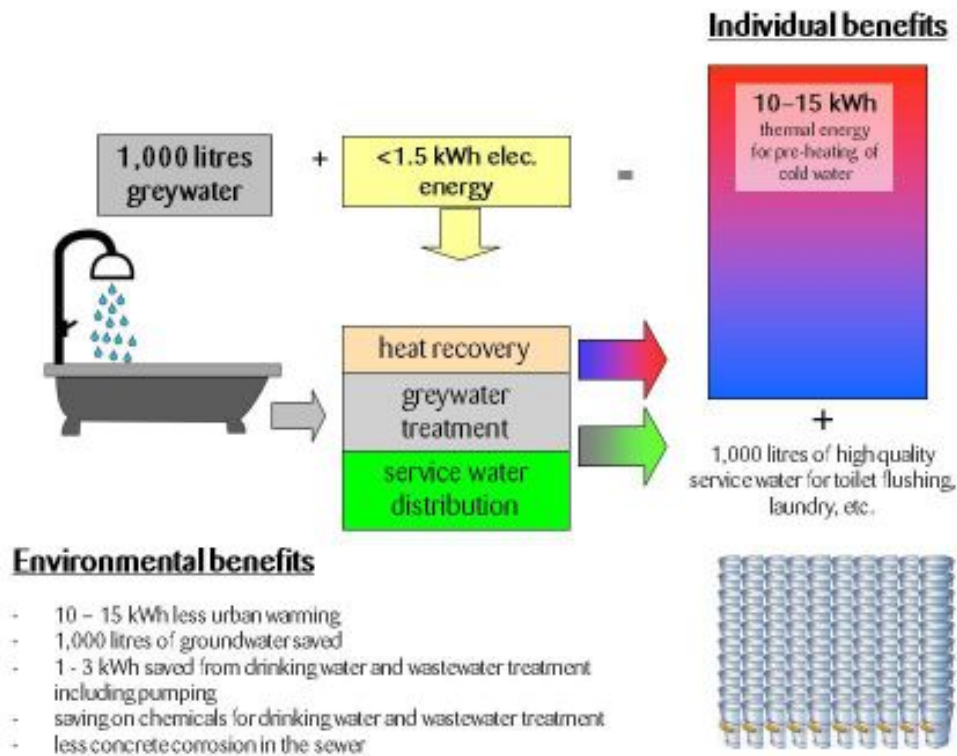 Individual benefits
1,000 litres
greywater
+
<1.5 kWh elec.
energy
=
10–15 kWh
thermal energy
for pre-heating of
cold water
heat recovery
greywater
treatment
service water
distribution
+
1,000 litres of high quality
service water for toilet flushing,
laundry, etc.
Environmental benefits
- 10 – 15 kWh less urban warming
- 1,000 litres of groundwater saved
- 1 - 3 kWh saved from drinking water and wastewater treatment
including pumping
- saving on chemicals for drinking water and wastewater treatment
- less concrete corrosion in the sewer